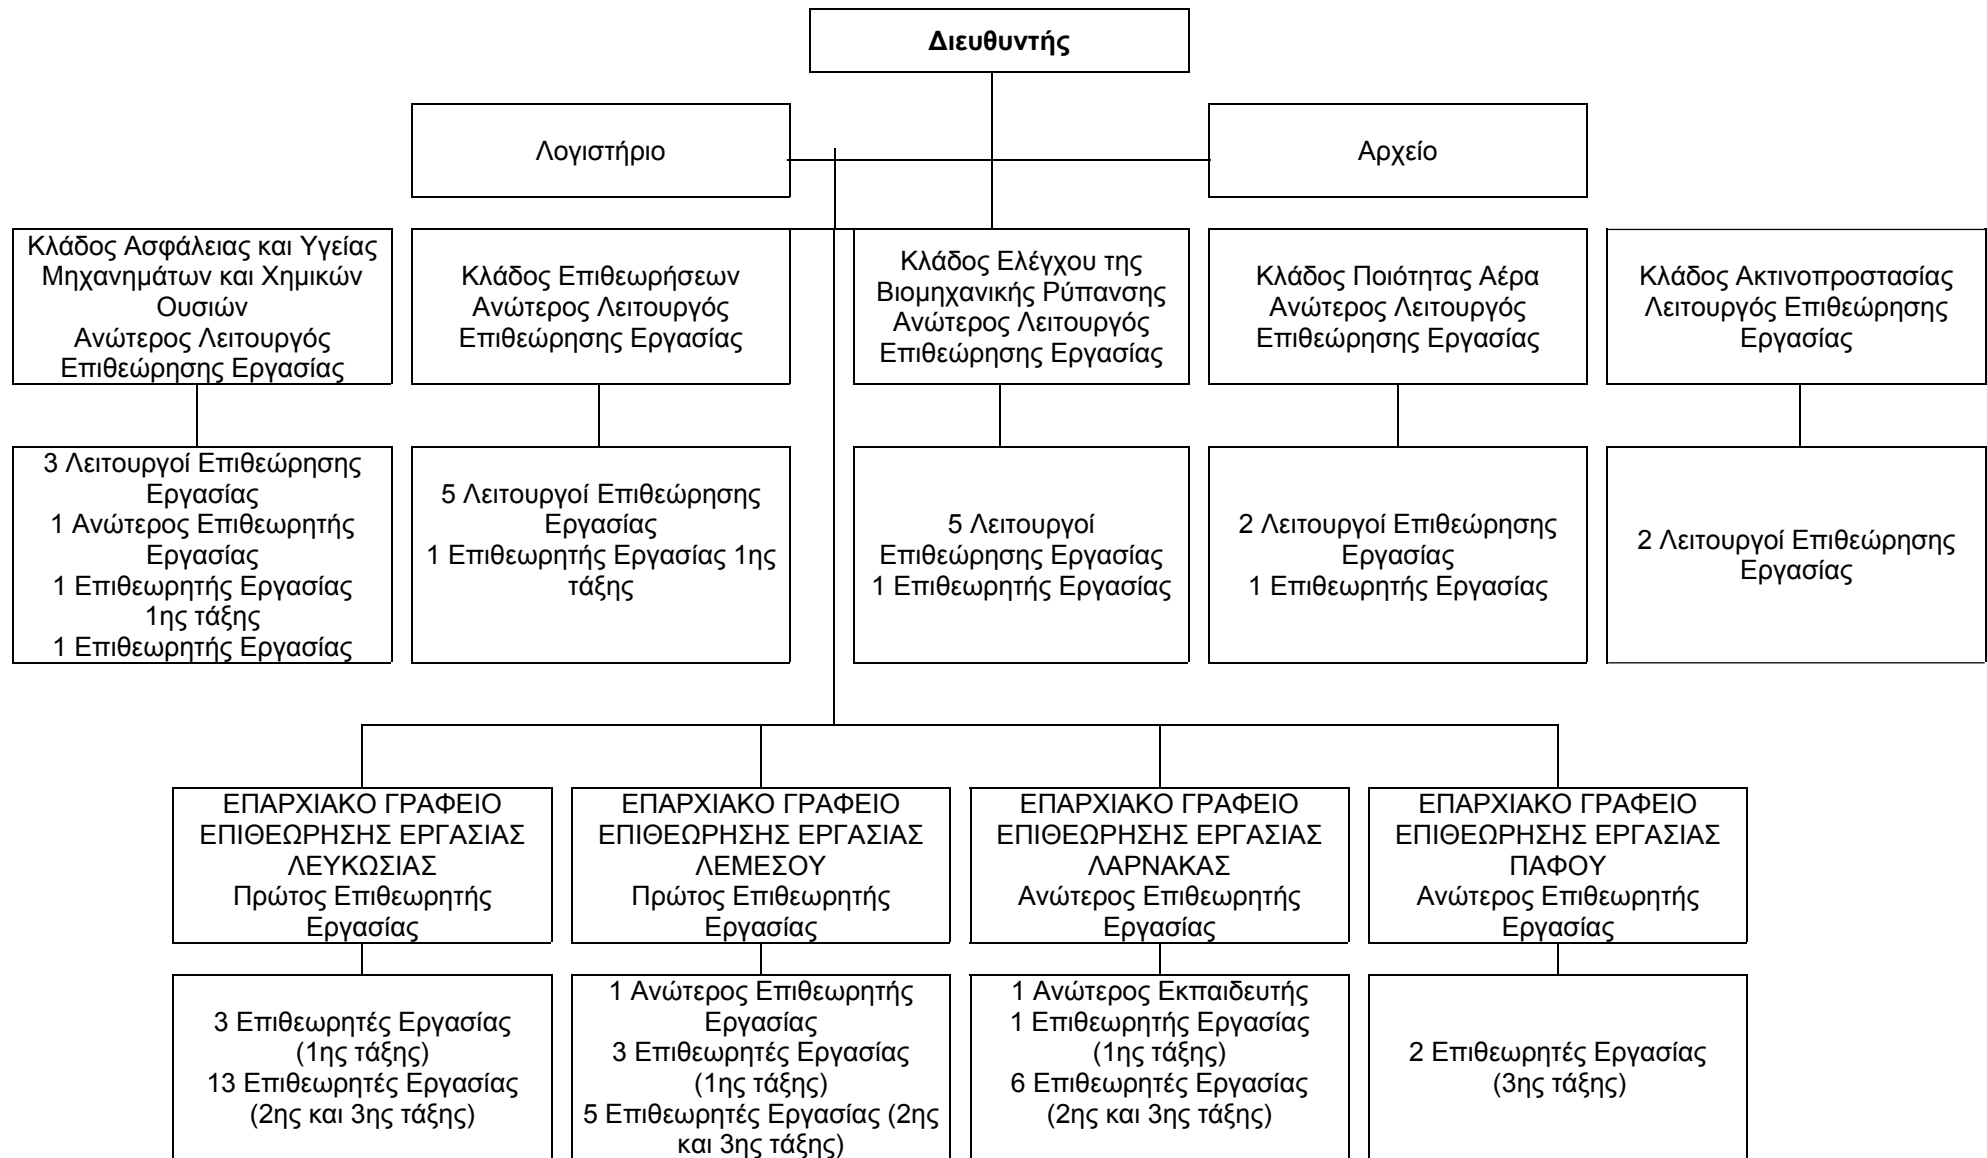 Διευθυντής
Λογιστήριο
Αρχείο
Κλάδος Ασφάλειας και Υγείας
Μηχανημάτων και Χημικών
Ουσιών
Ανώτερος Λειτουργός
Επιθεώρησης Εργασίας
Κλάδος Επιθεωρήσεων
Ανώτερος Λειτουργός
Επιθεώρησης Εργασίας
Κλάδος Ελέγχου της
Βιομηχανικής Ρύπανσης
Ανώτερος Λειτουργός
Επιθεώρησης Εργασίας
Κλάδος Ποιότητας Αέρα
Ανώτερος Λειτουργός
Επιθεώρησης Εργασίας
Κλάδος Ακτινοπροστασίας
Λειτουργός Επιθεώρησης
Εργασίας
3 Λειτουργοί Επιθεώρησης
Εργασίας
1 Ανώτερος Επιθεωρητής
Εργασίας
1 Επιθεωρητής Εργασίας
1ης τάξης
1 Επιθεωρητής Εργασίας
5 Λειτουργοί Επιθεώρησης
Εργασίας
1 Επιθεωρητής Εργασίας 1ης
τάξης
5 Λειτουργοί
Επιθεώρησης Εργασίας
1 Επιθεωρητής Εργασίας
2 Λειτουργοί Επιθεώρησης
Εργασίας
1 Επιθεωρητής Εργασίας
2 Λειτουργοί Επιθεώρησης
Εργασίας
ΕΠΑΡΧΙΑΚΟ ΓΡΑΦΕΙΟ
ΕΠΙΘΕΩΡΗΣΗΣ ΕΡΓΑΣΙΑΣ
ΛΕΥΚΩΣΙΑΣ
Πρώτος Επιθεωρητής
Εργασίας
ΕΠΑΡΧΙΑΚΟ ΓΡΑΦΕΙΟ
ΕΠΙΘΕΩΡΗΣΗΣ ΕΡΓΑΣΙΑΣ
ΛΕΜΕΣΟΥ
Πρώτος Επιθεωρητής
Εργασίας
ΕΠΑΡΧΙΑΚΟ ΓΡΑΦΕΙΟ
ΕΠΙΘΕΩΡΗΣΗΣ ΕΡΓΑΣΙΑΣ
ΛΑΡΝΑΚΑΣ
Ανώτερος Επιθεωρητής
Εργασίας
ΕΠΑΡΧΙΑΚΟ ΓΡΑΦΕΙΟ
ΕΠΙΘΕΩΡΗΣΗΣ ΕΡΓΑΣΙΑΣ
ΠΑΦΟΥ
Ανώτερος Επιθεωρητής
Εργασίας
3 Επιθεωρητές Εργασίας
(1ης τάξης)
13 Επιθεωρητές Εργασίας
(2ης και 3ης τάξης)
1 Ανώτερος Επιθεωρητής
Εργασίας
3 Επιθεωρητές Εργασίας
(1ης τάξης)
5 Επιθεωρητές Εργασίας (2ης
και 3ης τάξης)
1 Ανώτερος Εκπαιδευτής
1 Επιθεωρητής Εργασίας
(1ης τάξης)
6 Επιθεωρητές Εργασίας
(2ης και 3ης τάξης)
2 Επιθεωρητές Εργασίας
(3ης τάξης)